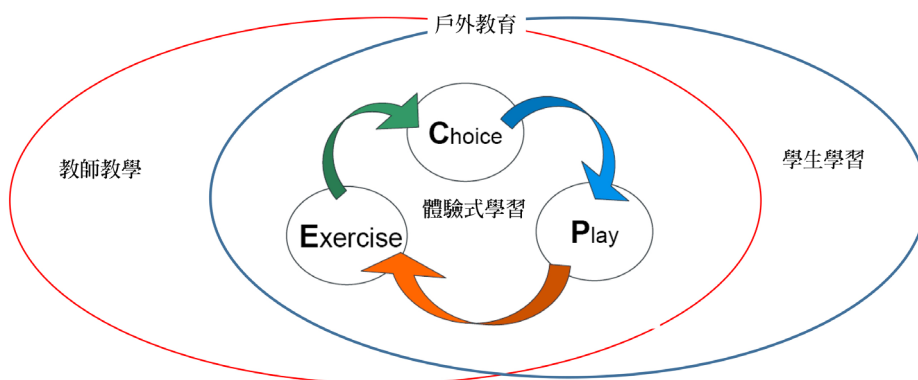 戶外教育
Choice
教師教學
學生學習
體驗式學習
Exercise
Play